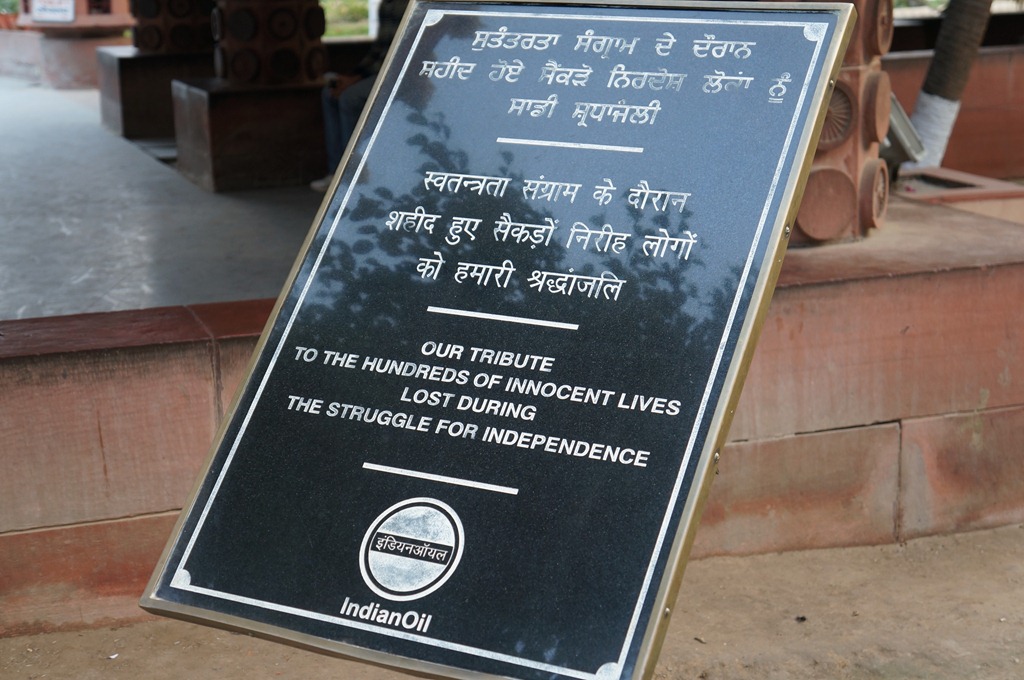 ਸੁਤੰਤਰਤਾ ਸੰਗ੍ਰਾਮ ਦੇ ਦੌਰਾਨ
ਸ਼ਹੀਦ ਹੋਏ ਸੈਂਕੜੋ ਨਿਰਦੋਸ਼ ਲੋਕਾਂ ਨੂੰ
ਸਾਡੀ ਸ਼੍ਰਧਾਂਜਲੀ
स्वतन्त्रता संग्राम के दौरान
शहीद हुए सैकड़ों निरीह लोगों
को हमारी श्रद्धांजलि
OUR TRIBUTE
TO THE HUNDREDS OF INNOCENT LIVES
LOST DURING
THE STRUGGLE FOR INDEPENDENCE
इंडियनऑयल
IndianOil